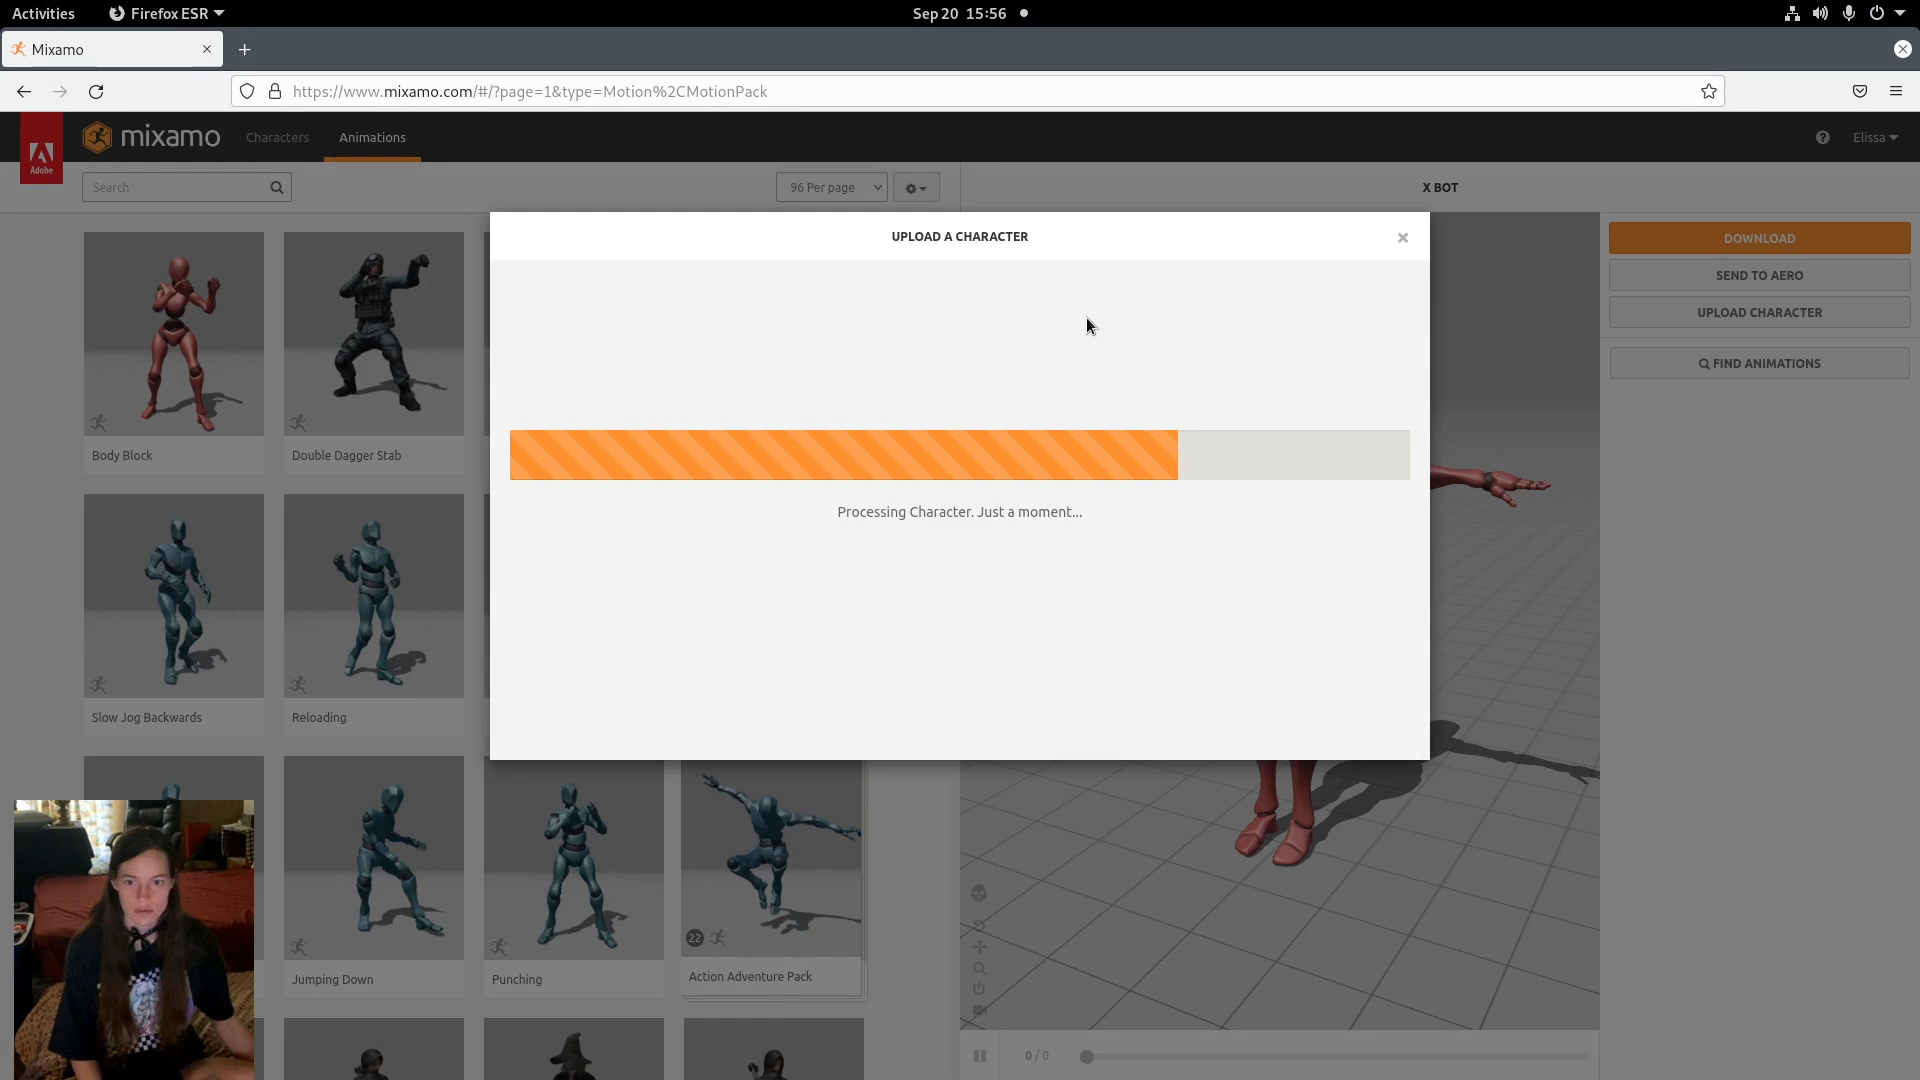 Activities
Firefox ESR
Sep 20 15:56
Mixamo
https://www.mixamo.com/#/?page=1&type=Motion%2CMotionPack
Adobe
mixamo
Characters
Animations
Elissa
Search
96 Per page
X BOT
UPLOAD A CHARACTER
DOWNLOAD
SEND TO AERO
UPLOAD CHARACTER
FIND ANIMATIONS
Body Block
Double Dagger Stab
Processing Character. Just a moment...
Slow Jog Backwards
Reloading
22
Jumping Down
Punching
Action Adventure Pack
0 / 0